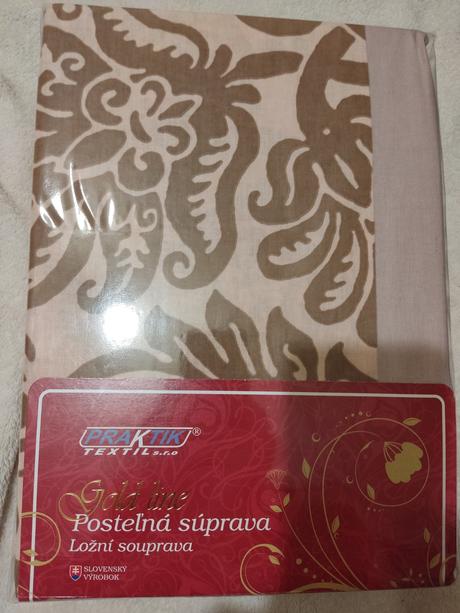 PRAKTIK®
TEXTIL s.r.o
Gold line
Posteľná súprava
Ložní souprava
SLOVENSKÝ
VÝROBOK